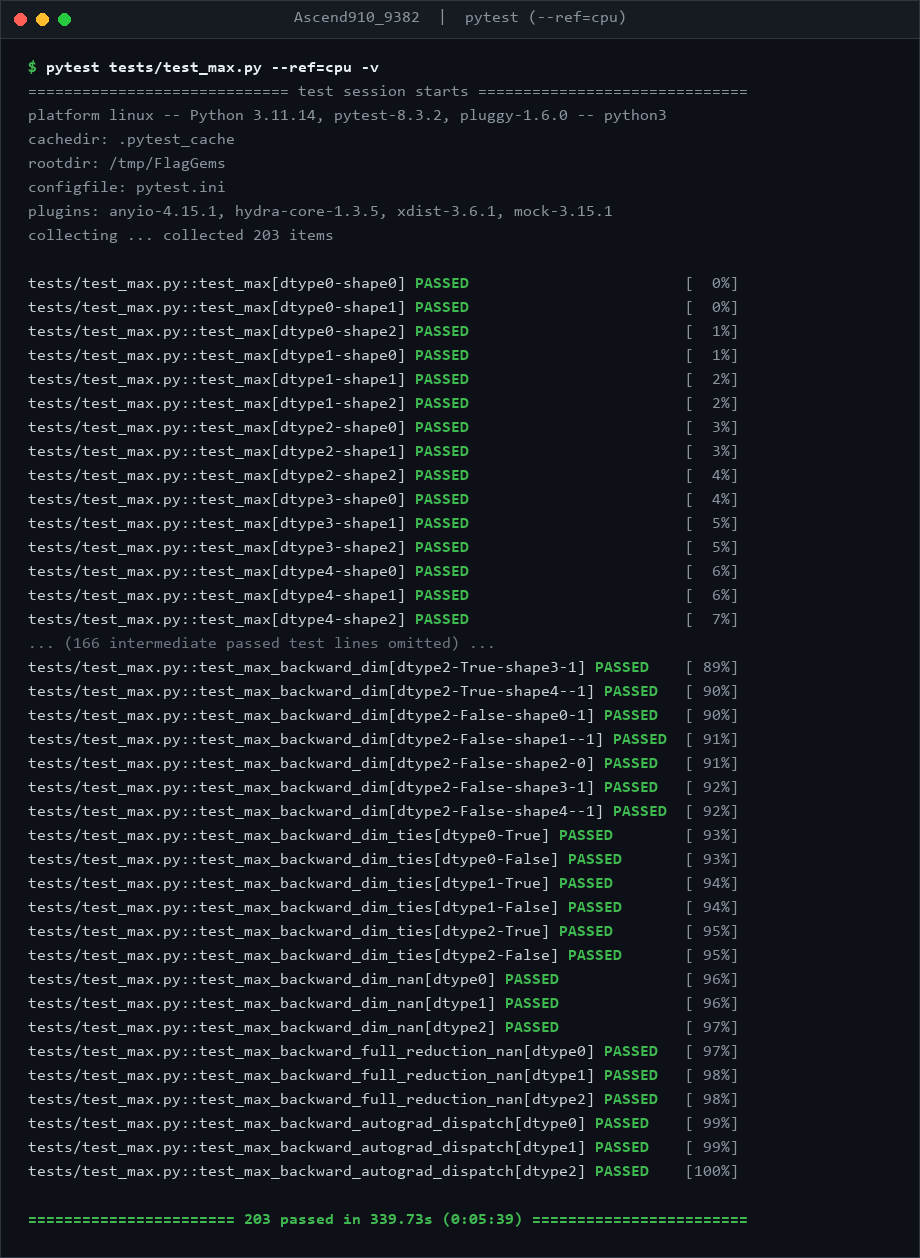 Ascend910_9382  |  pytest (--ref=cpu)
$ pytest tests/test_max.py --ref=cpu -v
============================= test session starts ==============================
platform linux -- Python 3.11.14, pytest-8.3.2, pluggy-1.6.0 -- python3
cachedir: .pytest_cache
rootdir: /tmp/FlagGems
configfile: pytest.ini
plugins: anyio-4.15.1, hydra-core-1.3.5, xdist-3.6.1, mock-3.15.1
collecting ... collected 203 items
tests/test_max.py::test_max[dtype0-shape0] PASSED                        [  0%]
tests/test_max.py::test_max[dtype0-shape1] PASSED                        [  0%]
tests/test_max.py::test_max[dtype0-shape2] PASSED                        [  1%]
tests/test_max.py::test_max[dtype1-shape0] PASSED                        [  1%]
tests/test_max.py::test_max[dtype1-shape1] PASSED                        [  2%]
tests/test_max.py::test_max[dtype1-shape2] PASSED                        [  2%]
tests/test_max.py::test_max[dtype2-shape0] PASSED                        [  3%]
tests/test_max.py::test_max[dtype2-shape1] PASSED                        [  3%]
tests/test_max.py::test_max[dtype2-shape2] PASSED                        [  4%]
tests/test_max.py::test_max[dtype3-shape0] PASSED                        [  4%]
tests/test_max.py::test_max[dtype3-shape1] PASSED                        [  5%]
tests/test_max.py::test_max[dtype3-shape2] PASSED                        [  5%]
tests/test_max.py::test_max[dtype4-shape0] PASSED                        [  6%]
tests/test_max.py::test_max[dtype4-shape1] PASSED                        [  6%]
tests/test_max.py::test_max[dtype4-shape2] PASSED                        [  7%]
... (166 intermediate passed test lines omitted) ...
tests/test_max.py::test_max_backward_dim[dtype2-True-shape3-1] PASSED    [ 89%]
tests/test_max.py::test_max_backward_dim[dtype2-True-shape4--1] PASSED   [ 90%]
tests/test_max.py::test_max_backward_dim[dtype2-False-shape0-1] PASSED   [ 90%]
tests/test_max.py::test_max_backward_dim[dtype2-False-shape1--1] PASSED  [ 91%]
tests/test_max.py::test_max_backward_dim[dtype2-False-shape2-0] PASSED   [ 91%]
tests/test_max.py::test_max_backward_dim[dtype2-False-shape3-1] PASSED   [ 92%]
tests/test_max.py::test_max_backward_dim[dtype2-False-shape4--1] PASSED  [ 92%]
tests/test_max.py::test_max_backward_dim_ties[dtype0-True] PASSED        [ 93%]
tests/test_max.py::test_max_backward_dim_ties[dtype0-False] PASSED       [ 93%]
tests/test_max.py::test_max_backward_dim_ties[dtype1-True] PASSED        [ 94%]
tests/test_max.py::test_max_backward_dim_ties[dtype1-False] PASSED       [ 94%]
tests/test_max.py::test_max_backward_dim_ties[dtype2-True] PASSED        [ 95%]
tests/test_max.py::test_max_backward_dim_ties[dtype2-False] PASSED       [ 95%]
tests/test_max.py::test_max_backward_dim_nan[dtype0] PASSED              [ 96%]
tests/test_max.py::test_max_backward_dim_nan[dtype1] PASSED              [ 96%]
tests/test_max.py::test_max_backward_dim_nan[dtype2] PASSED              [ 97%]
tests/test_max.py::test_max_backward_full_reduction_nan[dtype0] PASSED   [ 97%]
tests/test_max.py::test_max_backward_full_reduction_nan[dtype1] PASSED   [ 98%]
tests/test_max.py::test_max_backward_full_reduction_nan[dtype2] PASSED   [ 98%]
tests/test_max.py::test_max_backward_autograd_dispatch[dtype0] PASSED    [ 99%]
tests/test_max.py::test_max_backward_autograd_dispatch[dtype1] PASSED    [ 99%]
tests/test_max.py::test_max_backward_autograd_dispatch[dtype2] PASSED    [100%]
======================= 203 passed in 339.73s (0:05:39) ========================